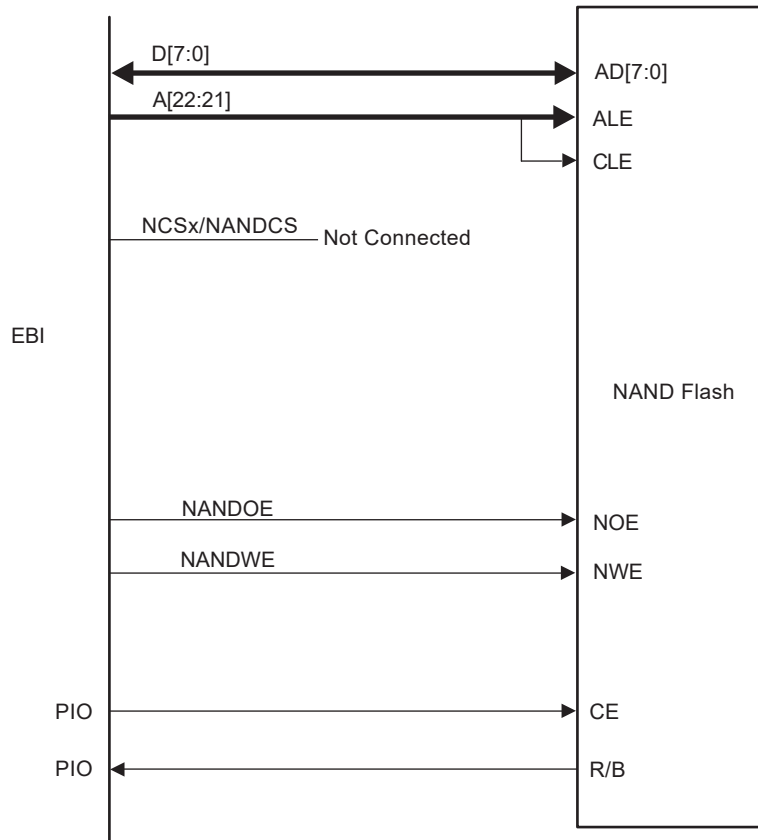 D[7:0]
AD[7:0]
A[22:21]
ALE
CLE
NCSx/NANDCS
Not Connected
EBI
NAND Flash
NANDOE
NOE
NANDWE
NWE
PIO
CE
PIO
R/B